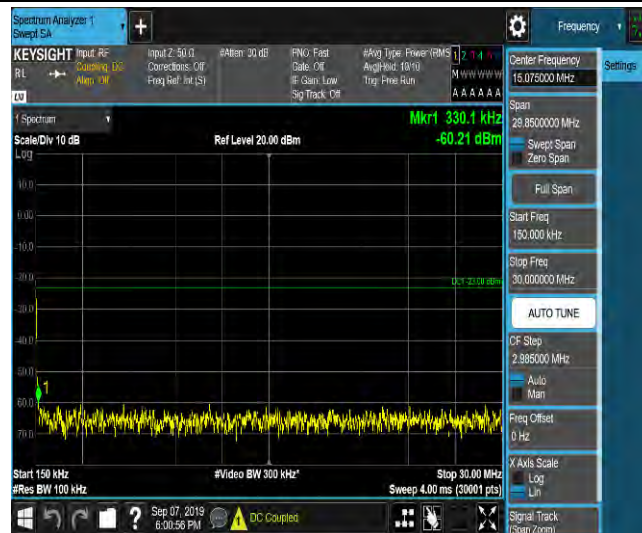 Spectrum Analyzer 1
Swept SA
+
Frequency
KEYSIGHT
RL
Input: RF
Coupling: DC
Align: Off
Input Z: 50 Ω
Corrections: Off
Freq Ref: Int (S)
#Atten: 30 dB
PNO: Fast
Gate: Off
IF Gain: Low
Sig Track: Off
#Avg Type: Power (RMS
Avg|Hold: 10/10
Trig: Free Run
M W W W W W
A A A A A A
LXI
1 Spectrum
Scale/Div 10 dB
Log
Ref Level 20.00 dBm
Mkr1 330.1 kHz
-60.21 dBm
10.0
0.00
-10.0
-20.0
DL1 -23.00 dBm
-30.0
-40.0
-50.0
1
-60.0
-70.0
Start 150 kHz
#Res BW 100 kHz
#Video BW 300 kHz*
Stop 30.00 MHz
Sweep 4.00 ms (30001 pts)
Center Frequency
15.075000 MHz
Settings
Span
29.8500000 MHz
Swept Span
Zero Span
Full Span
Start Freq
150.000 kHz
Stop Freq
30.000000 MHz
AUTO TUNE
CF Step
2.985000 MHz
Auto
Man
Freq Offset
0 Hz
X Axis Scale
Log
Lin
Signal Track
(Span Zoom)
?
Sep 07, 2019
6:00:56 PM
DC Coupled